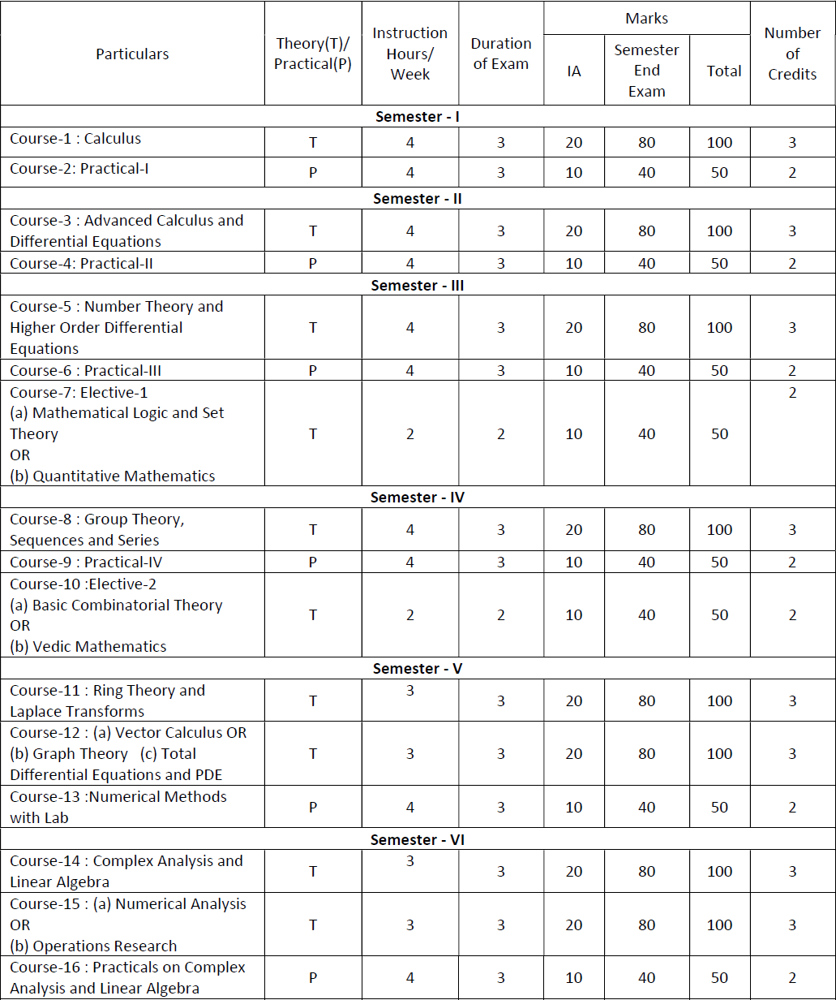 Particulars
Theory(T)/
Practical(P)
Instruction
Hours/
Week
Duration
of Exam
Marks
IA
Semester
End
Exam
Total
Number
of
Credits
Semester - I
Course-1 : Calculus T 4 3 20 80 100 3
Course-2: Practical-I P 4 3 10 40 50 2
Semester - II
Course-3 : Advanced Calculus and
Differential Equations T 4 3 20 80 100 3
Course-4: Practical-II P 4 3 10 40 50 2
Semester - III
Course-5 : Number Theory and
Higher Order Differential T 4 3 20 80 100 3
Equations
Course-6 : Practical-III P 4 3 10 40 50 2
Course-7: Elective-1 2
(a) Mathematical Logic and Set
Theory T 2 2 10 40 50
OR
(b) Quantitative Mathematics
Semester - IV
Course-8 : Group Theory,
Sequences and Series T 4 3 20 80 100 3
Course-9 : Practical-IV P 4 3 10 40 50 2
Course-10 :Elective-2
(a) Basic Combinatorial Theory T 2 2 10 40 50 2
OR
(b) Vedic Mathematics
Semester - V
Course-11 : Ring Theory and 3
Laplace Transforms T 3 20 80 100 3
Course-12 : (a) Vector Calculus OR
(b) Graph Theory (c) Total T 3 3 20 80 100 3
Differential Equations and PDE
Course-13 :Numerical Methods
with Lab P 4 3 10 40 50 2
Semester - VI
Course-14 : Complex Analysis and 3
Linear Algebra T 3 20 80 100 3
Course-15 : (a) Numerical Analysis
OR T 3 3 20 80 100 3
(b) Operations Research
Course-16 : Practicals on Complex
Analysis and Linear Algebra P 4 3 10 40 50 2